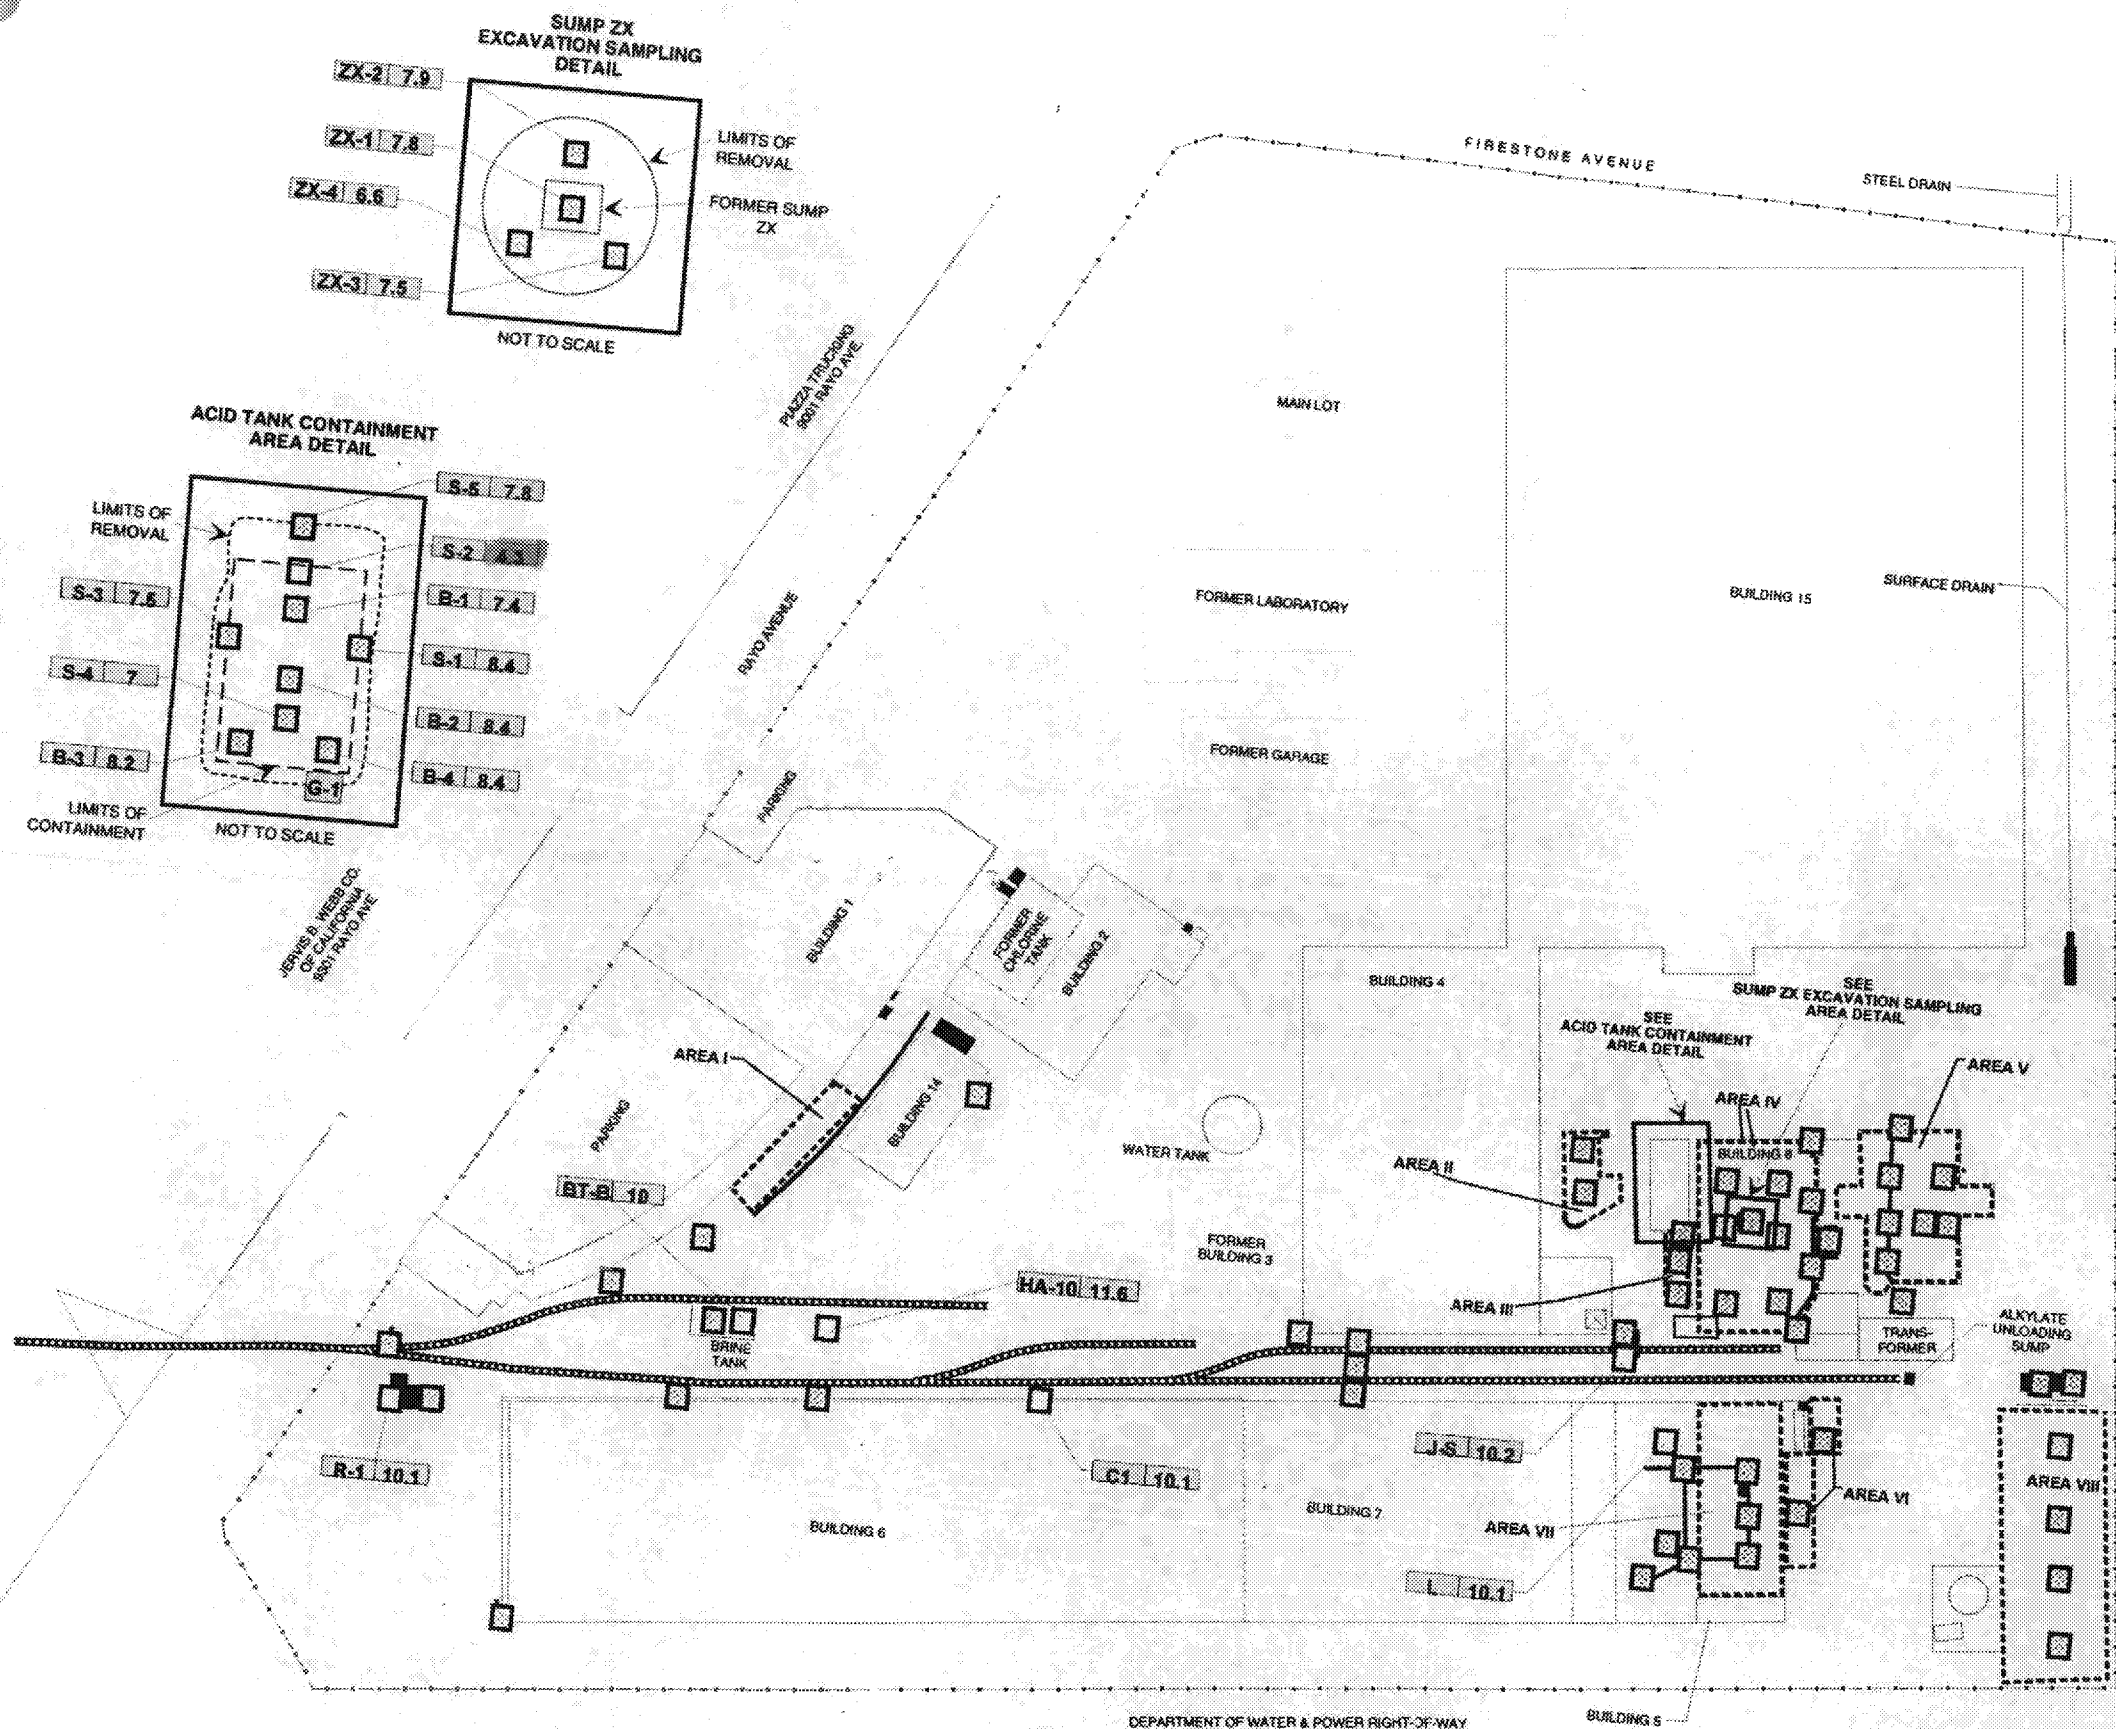 SUMP ZX
EXCAVATION SAMPLING
DETAIL
ZX-2 7.9
ZX-1 7.8
ZX-4 6.6
ZX-3 7.5
LIMITS OF
REMOVAL
FORMER SUMP
ZX
NOT TO SCALE
FIRESTONE AVENUE
STEEL DRAIN
PIAZZA TRUCKING
9001 RAYO AVE.
MAIN LOT
ACID TANK CONTAINMENT
AREA DETAIL
LIMITS OF
REMOVAL
S-5 7.8
S-2 4.3
S-3 7.5
B-1 7.4
S-1 8.4
S-4 7
B-2 8.4
B-3 8.2
B-4 8.4
G-1
LIMITS OF
CONTAINMENT
NOT TO SCALE
RAYO AVENUE
FORMER LABORATORY
BUILDING 15
SURFACE DRAIN
FORMER GARAGE
PARKING
JERVIS B. WEBB CO.
OF CALIFORNIA
9301 RAYO AVE
BUILDING 1
FORMER
CHLORINE
TANK
BUILDING 2
BUILDING 4
SEE
SUMP ZX EXCAVATION SAMPLING
AREA DETAIL
SEE
ACID TANK CONTAINMENT
AREA DETAIL
AREA I
AREA V
AREA IV
BUILDING 8
PARKING
BUILDING 14
WATER TANK
AREA II
BT-B 10
FORMER
BUILDING 3
HA-10 11.6
AREA III
BRINE
TANK
TRANS-
FORMER
ALKYLATE
UNLOADING
SUMP
R-1 10.1
C1 10.1
J-S 10.2
BUILDING 6
BUILDING 7
AREA VII
AREA VI
AREA VIII
L 10.1
BUILDING 5
DEPARTMENT OF WATER & POWER RIGHT-OF-WAY